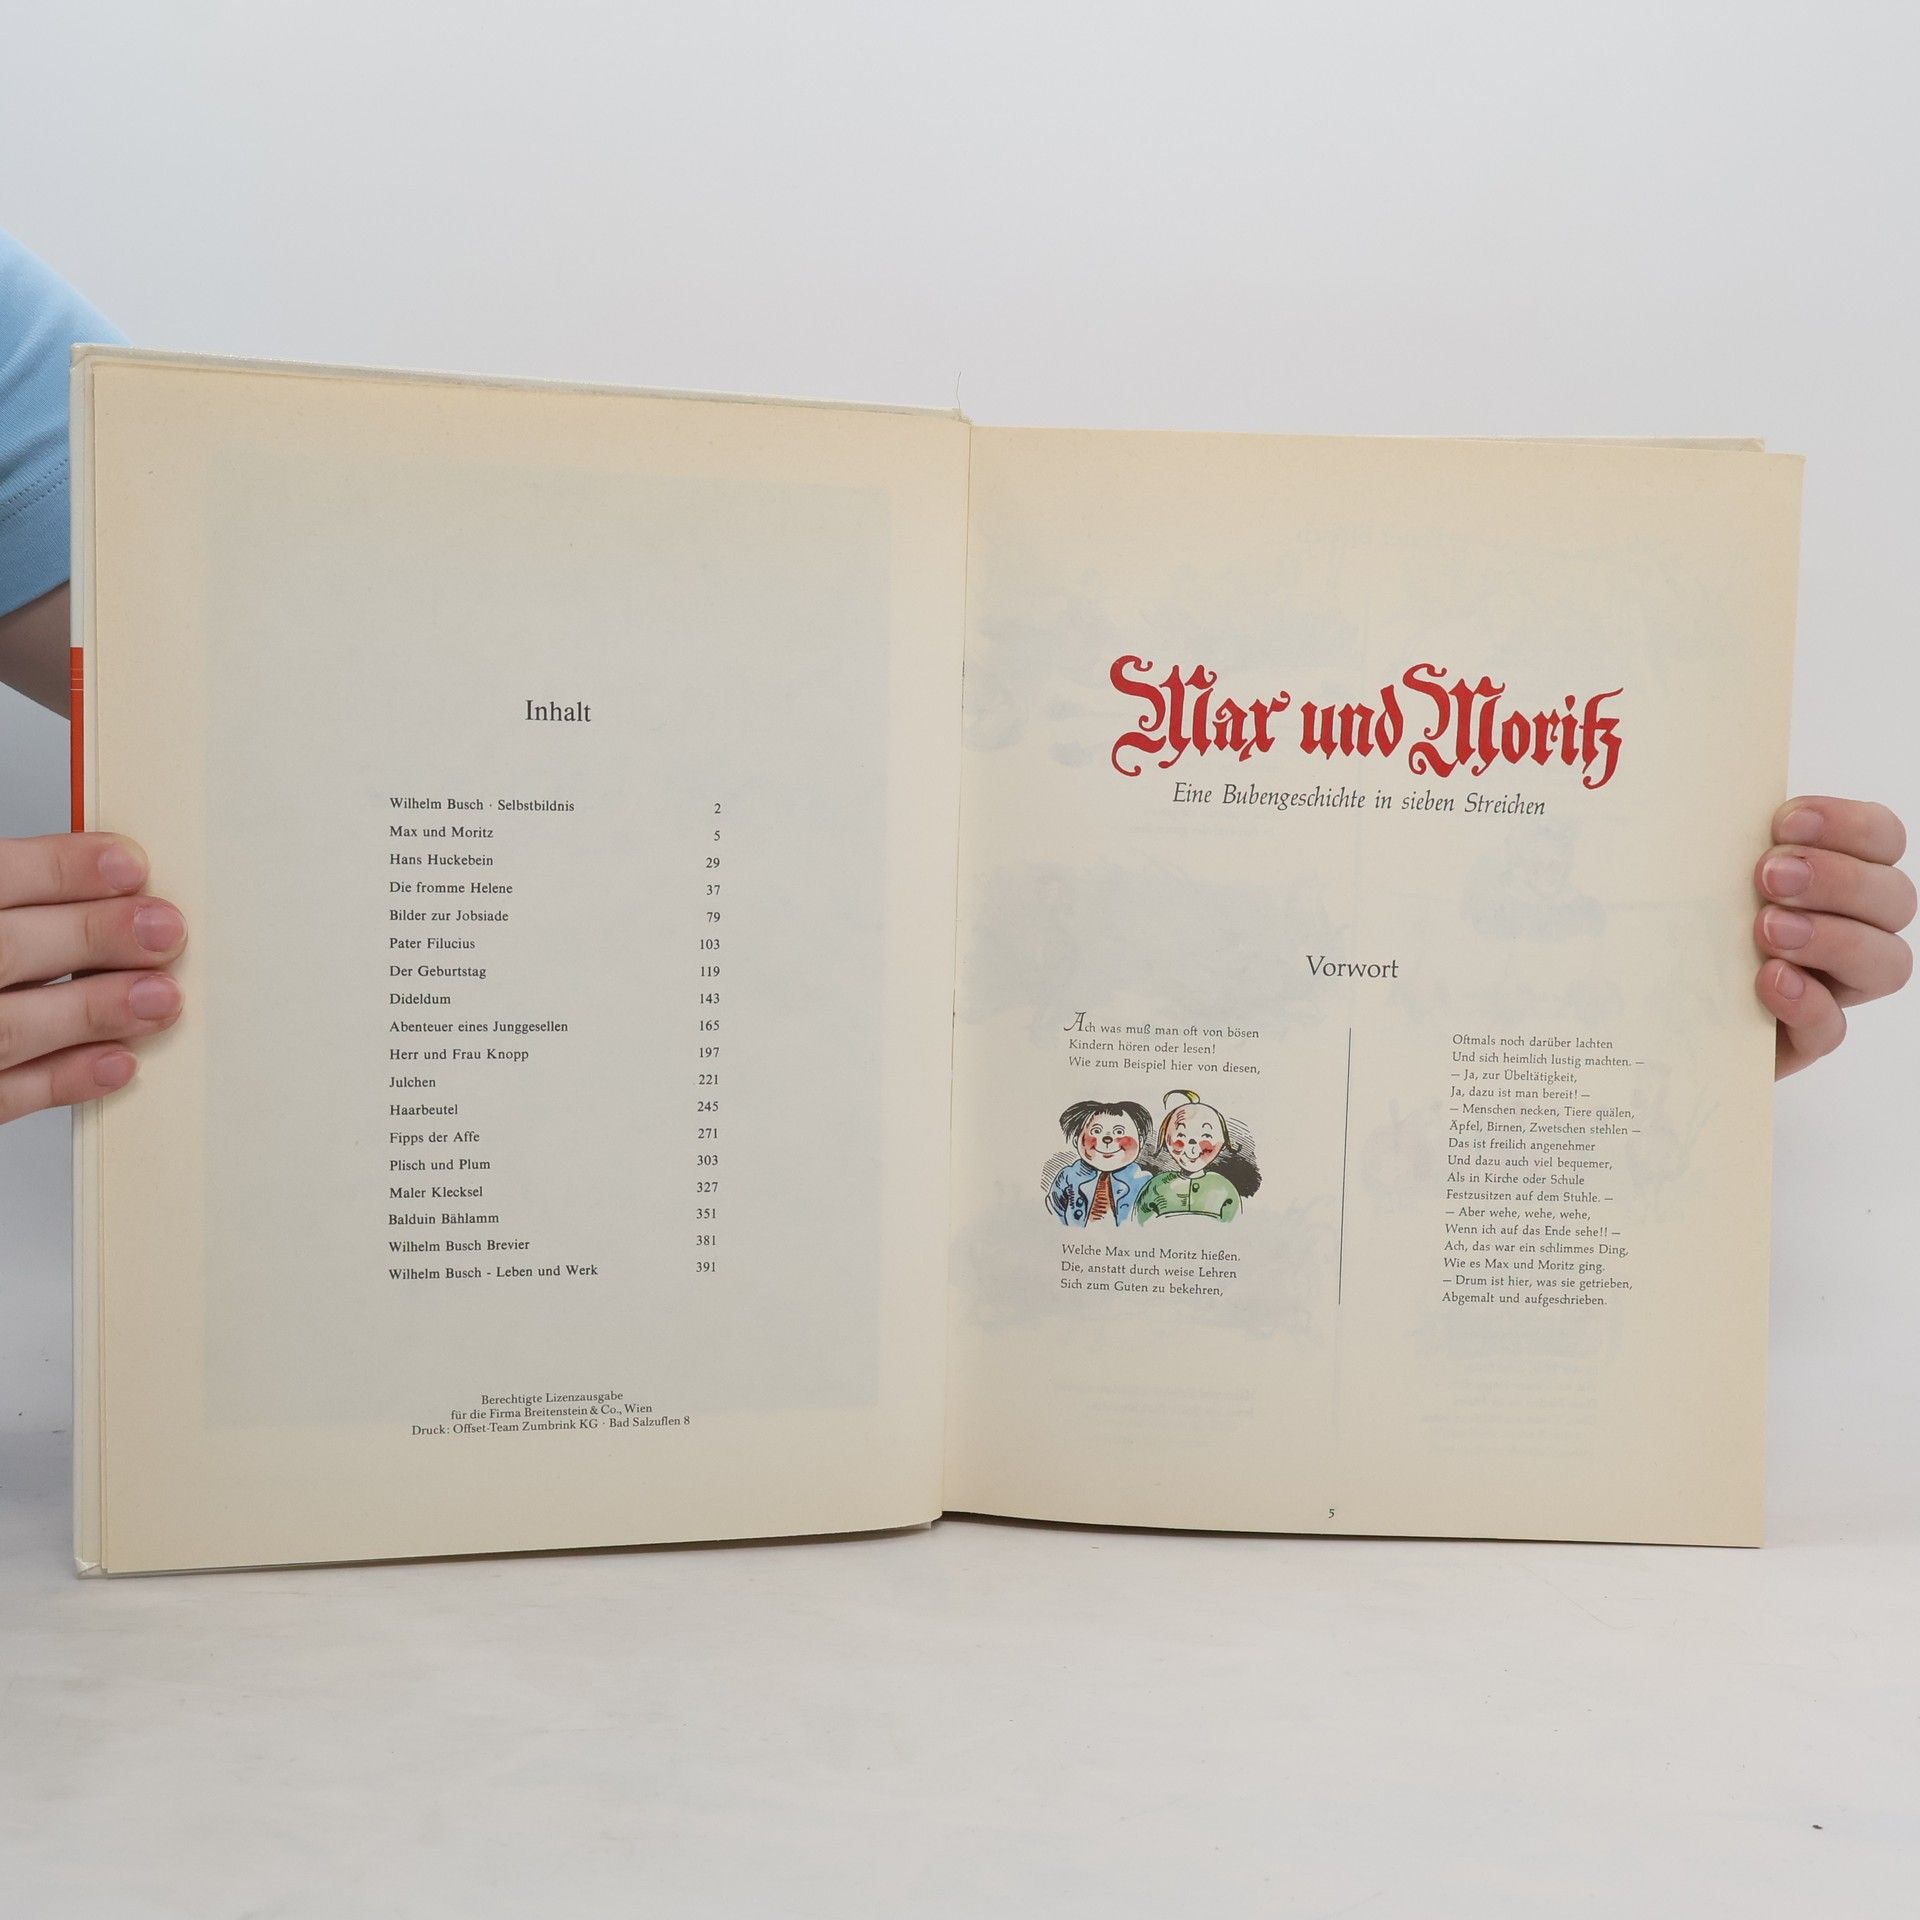 Inhalt
Wilhelm Busch · Selbstbildnis 2
Max und Moritz 5
Hans Huckebein 29
Die fromme Helene 37
Bilder zur Jobsiade 79
Pater Filucius 103
Der Geburtstag 119
Dideldum 143
Abenteuer eines Junggesellen 165
Herr und Frau Knopp 197
Julchen 221
Haarbeutel 245
Fipps der Affe 271
Plisch und Plum 303
Maler Klecksel 327
Balduin Bählamm 351
Wilhelm Busch Brevier 381
Wilhelm Busch - Leben und Werk 391
Berechtigte Lizenzausgabe
für die Firma Breitenstein & Co., Wien
Druck: Offset-Team Zumbrink KG · Bad Salzuflen 8
Max und Moritz
Eine Bubengeschichte in sieben Streichen
Vorwort
Ach was muß man oft von bösen
Kindern hören oder lesen!
Wie zum Beispiel hier von diesen,
Welche Max und Moritz hießen.
Die, anstatt durch weise Lehren
Sich zum Guten zu bekehren,
Oftmals noch darüber lachten
Und sich heimlich lustig machten. —
— Ja, zur Übeltätigkeit,
Ja, dazu ist man bereit! —
— Menschen necken, Tiere quälen,
Äpfel, Birnen, Zwetschen stehlen —
Das ist freilich angenehmer
Und dazu auch viel bequemer,
Als in Kirche oder Schule
Festzusitzen auf dem Stuhle. —
— Aber wehe, wehe, wehe,
Wenn ich auf das Ende sehe!! —
Ach, das war ein schlimmes Ding,
Wie es Max und Moritz ging.
— Drum ist hier, was sie getrieben,
Abgemalt und aufgeschrieben.
5